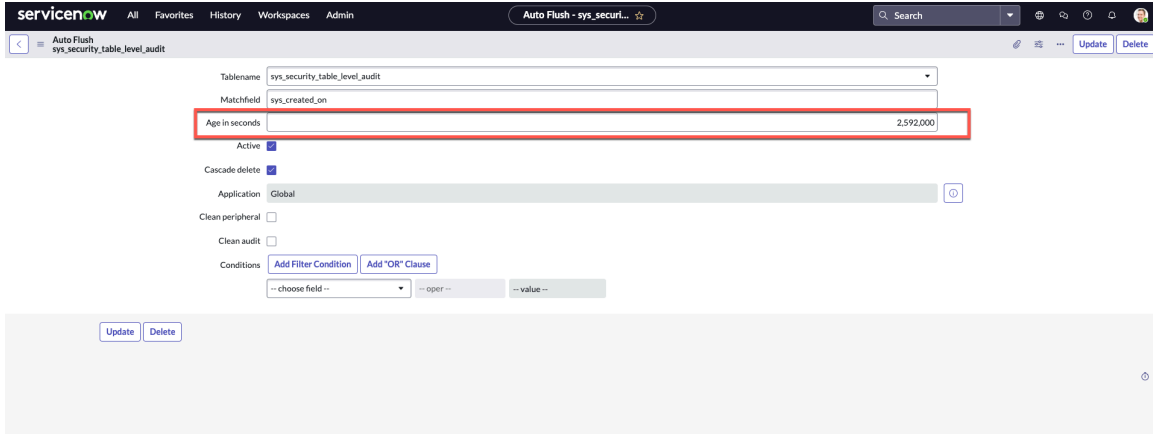 servicenow All Favorites History Workspaces Admin Auto Flush - sys_securi... Search
Auto Flush
sys_security_table_level_audit
Update Delete
Tablename sys_security_table_level_audit
Matchfield sys_created_on
Age in seconds 2,592,000
Active
Cascade delete
Application Global
Clean peripheral
Clean audit
Conditions Add Filter Condition Add "OR" Clause
-- choose field -- -- oper -- -- value --
Update Delete